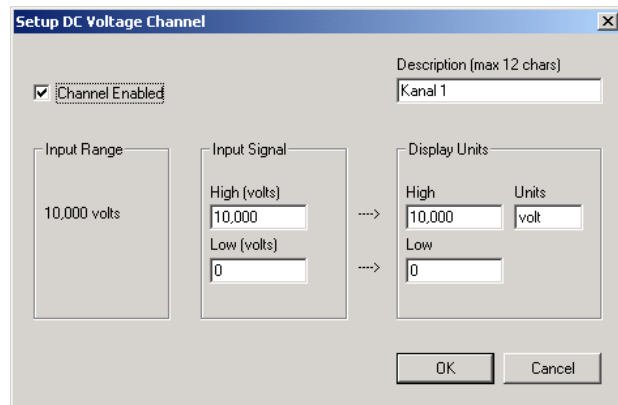 Setup DC Voltage Channel
Description (max 12 chars)
Channel Enabled
Kanal 1
Input Range
10,000 volts
Input Signal
High (volts)
10,000
Low (volts)
0
---->
---->
Display Units
High
Units
10,000
volt
Low
0
OK
Cancel